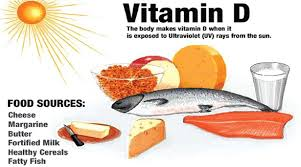 Vitamin D
The body makes vitamin D when it
is exposed to Ultraviolet (UV) rays from the sun.
FOOD SOURCES:
Cheese
Margarine
Butter
Fortified Milk
Healthy Cereals
Fatty Fish